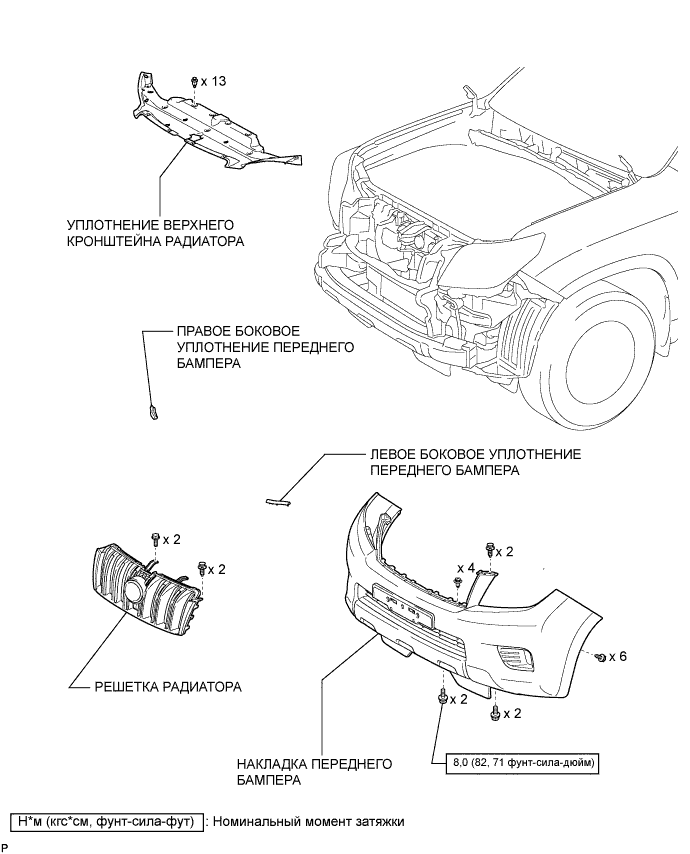 x 13
УПЛОТНЕНИЕ ВЕРХНЕГО
КРОНШТЕЙНА РАДИАТОРА
ПРАВОЕ БОКОВОЕ
УПЛОТНЕНИЕ ПЕРЕДНЕГО
БАМПЕРА
ЛЕВОЕ БОКОВОЕ УПЛОТНЕНИЕ
ПЕРЕДНЕГО БАМПЕРА
x 2
x 2
x 2
x 4
x 6
x 2
x 2
РЕШЕТКА РАДИАТОРА
НАКЛАДКА ПЕРЕДНЕГО
БАМПЕРА
8,0 (82, 71 фунт-сила-дюйм)
Н*м (кгс*см, фунт-сила-фут) : Номинальный момент затяжки
P